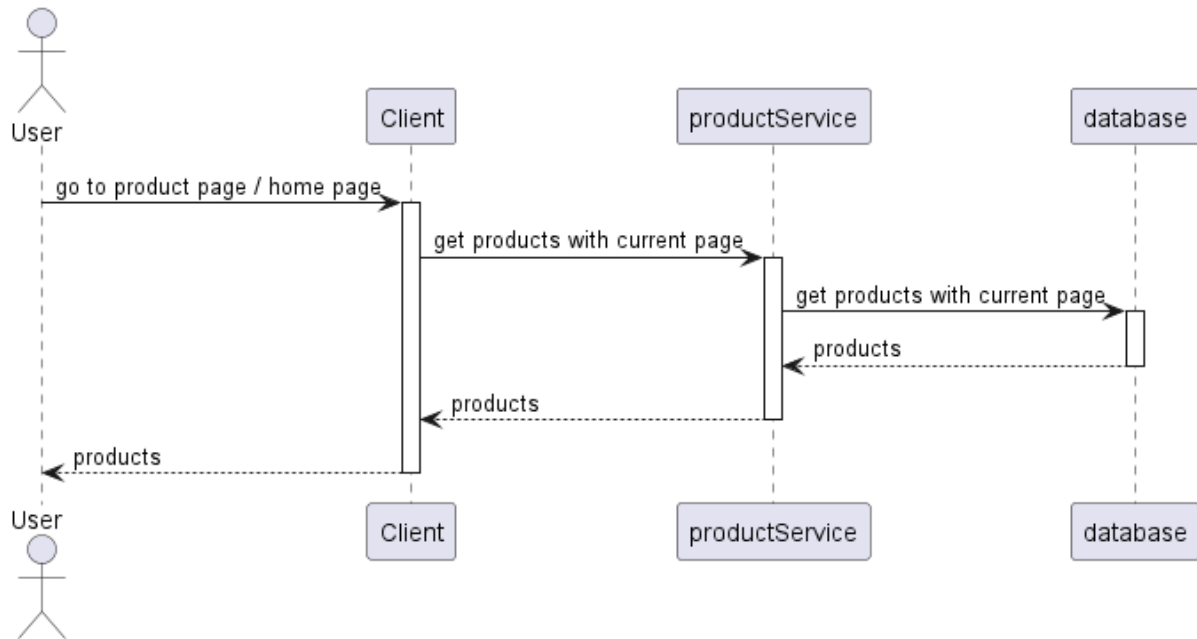 User
Client
productService
database
go to product page / home page
get products with current page
get products with current page
products
products
products
User
Client
productService
database